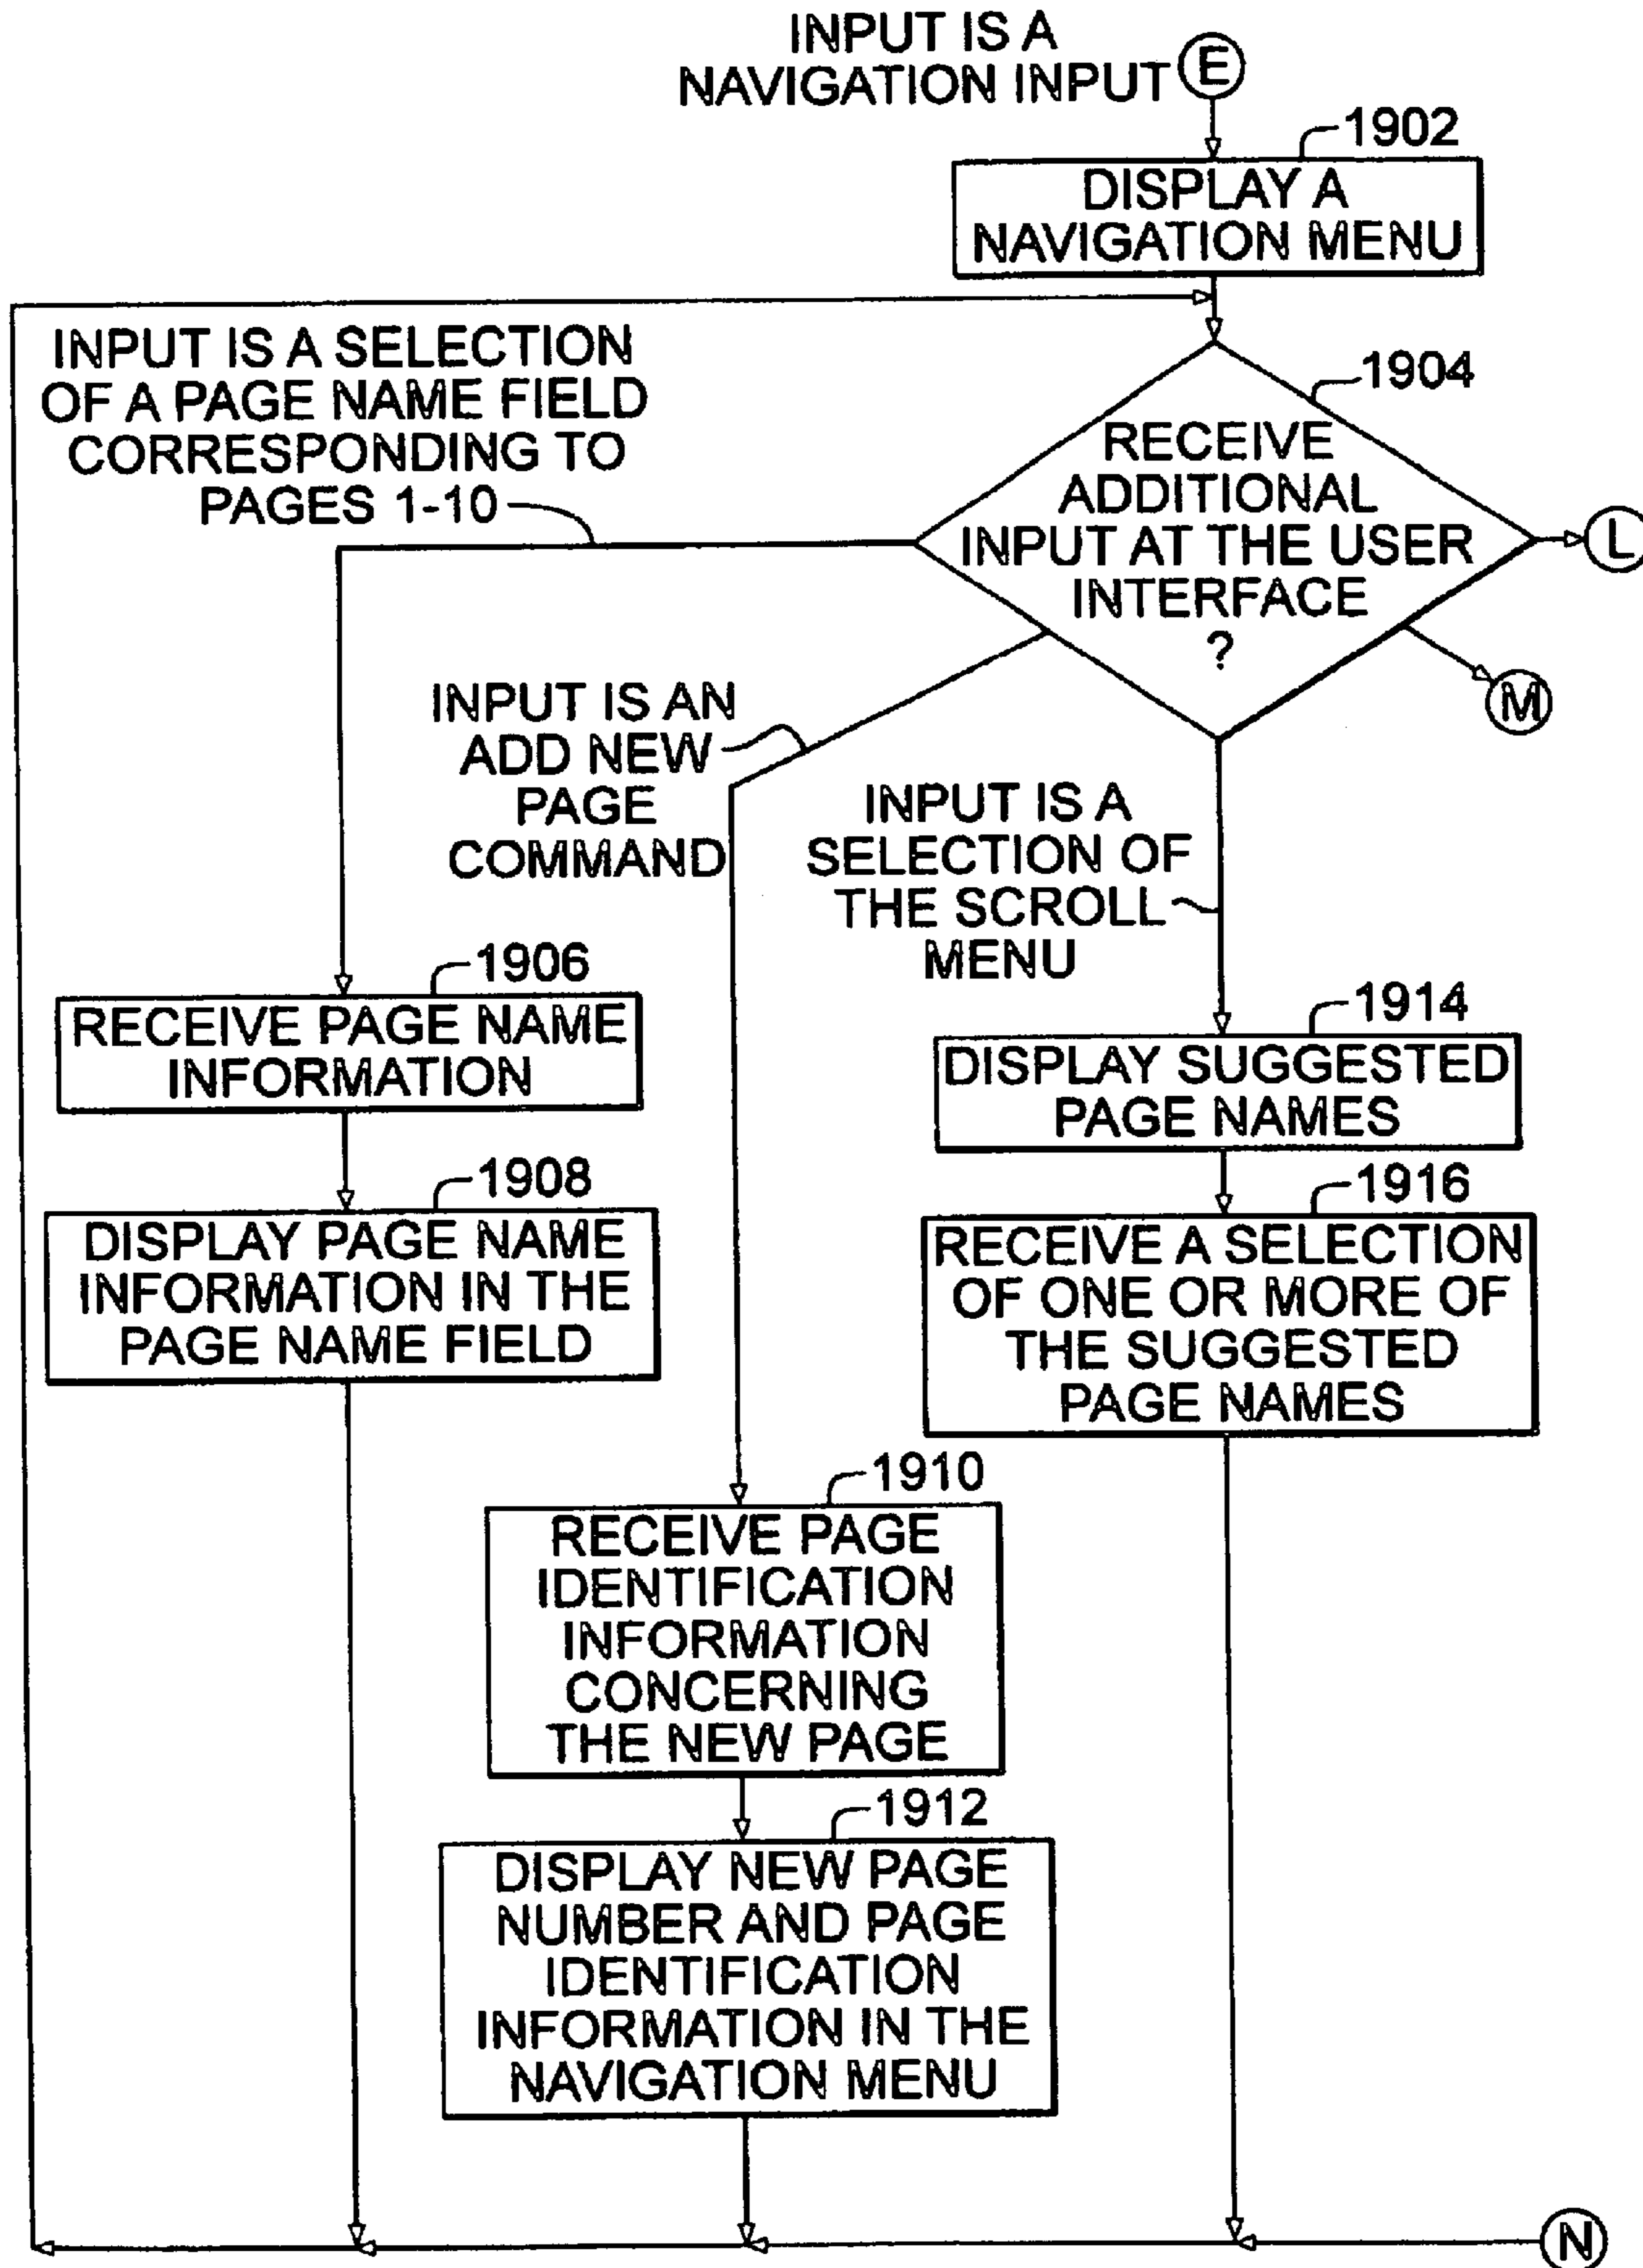 INPUT IS A
NAVIGATION INPUT
E
1902
DISPLAY A
NAVIGATION MENU
INPUT IS A SELECTION
OF A PAGE NAME FIELD
CORRESPONDING TO
PAGES 1-10
1904
RECEIVE
ADDITIONAL
INPUT AT THE USER
INTERFACE
?
L
M
INPUT IS AN
ADD NEW
PAGE
COMMAND
INPUT IS A
SELECTION OF
THE SCROLL
MENU
1906
RECEIVE PAGE NAME
INFORMATION
1908
DISPLAY PAGE NAME
INFORMATION IN THE
PAGE NAME FIELD
1914
DISPLAY SUGGESTED
PAGE NAMES
1916
RECEIVE A SELECTION
OF ONE OR MORE OF
THE SUGGESTED
PAGE NAMES
1910
RECEIVE PAGE
IDENTIFICATION
INFORMATION
CONCERNING
THE NEW PAGE
1912
DISPLAY NEW PAGE
NUMBER AND PAGE
IDENTIFICATION
INFORMATION IN THE
NAVIGATION MENU
N